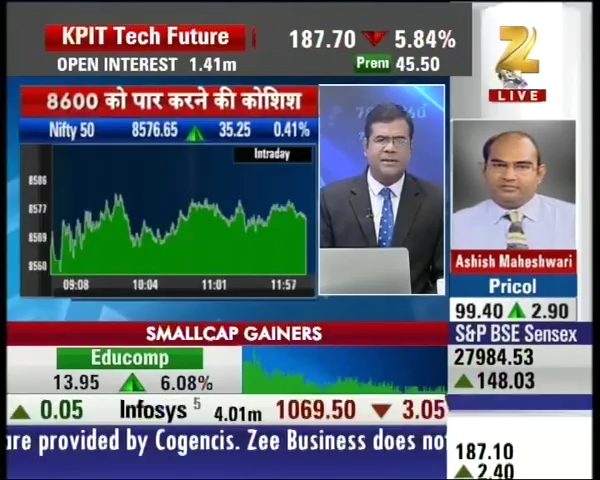 KPIT Tech Future
187.70 5.84%
OPEN INTEREST 1.41m
Prem 45.50
LIVE
8600 को पार करने की कोशिश
Nifty 50 8576.65 35.25 0.41%
Intraday
8586
8577
8569
8560
09:08 10:04 11:01 11:57
Ashish Maheshwari
Pricol
99.40 2.90
SMALLCAP GAINERS
S&P BSE Sensex
27984.53
148.03
Educomp
13.95 6.08%
0.05 Infosys 5 4.01m 1069.50 3.05
are provided by Cogencis. Zee Business does no
187.10
2.40